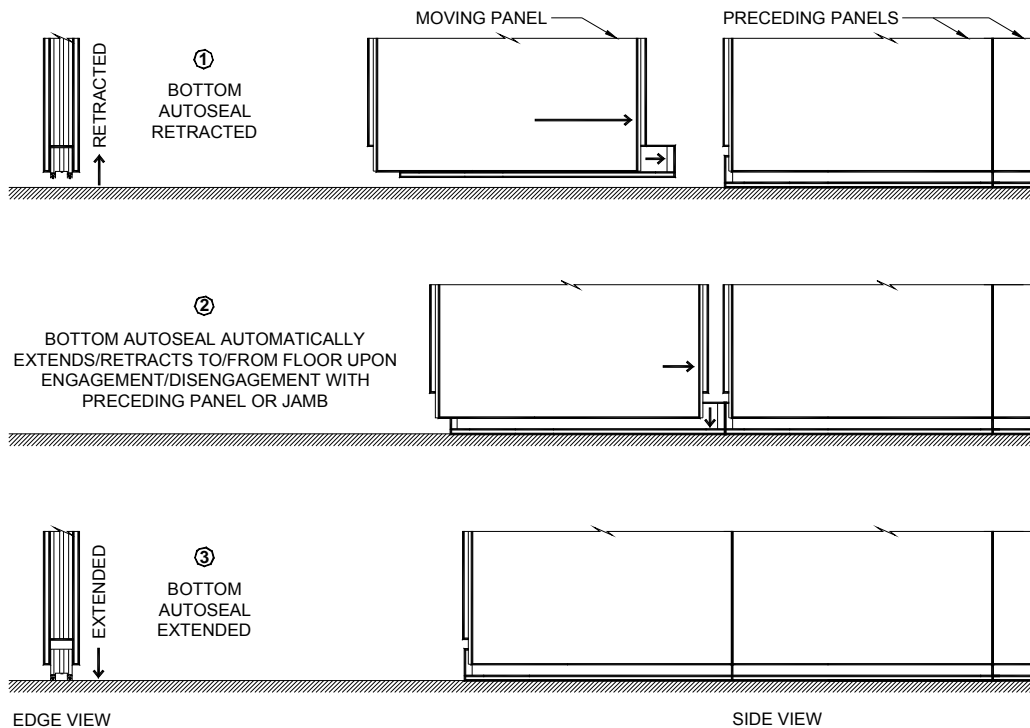 MOVING PANEL
PRECEDING PANELS
RETRACTED
1
BOTTOM
AUTOSEAL
RETRACTED
2
BOTTOM AUTOSEAL AUTOMATICALLY
EXTENDS/RETRACTS TO/FROM FLOOR UPON
ENGAGEMENT/DISENGAGEMENT WITH
PRECEDING PANEL OR JAMB
EXTENDED
3
BOTTOM
AUTOSEAL
EXTENDED
EDGE VIEW
SIDE VIEW